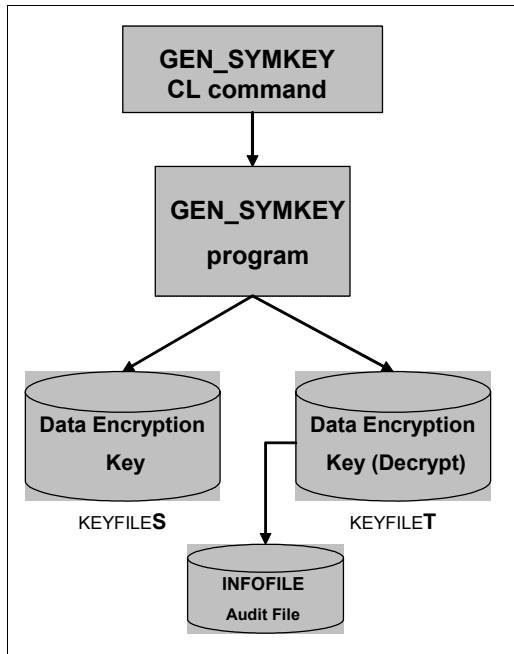 GEN_SYMKEY
CL command
GEN_SYMKEY
program
Data Encryption
Key
Data Encryption
Key (Decrypt)
KEYFILES
KEYFILET
INFOFILE
Audit File